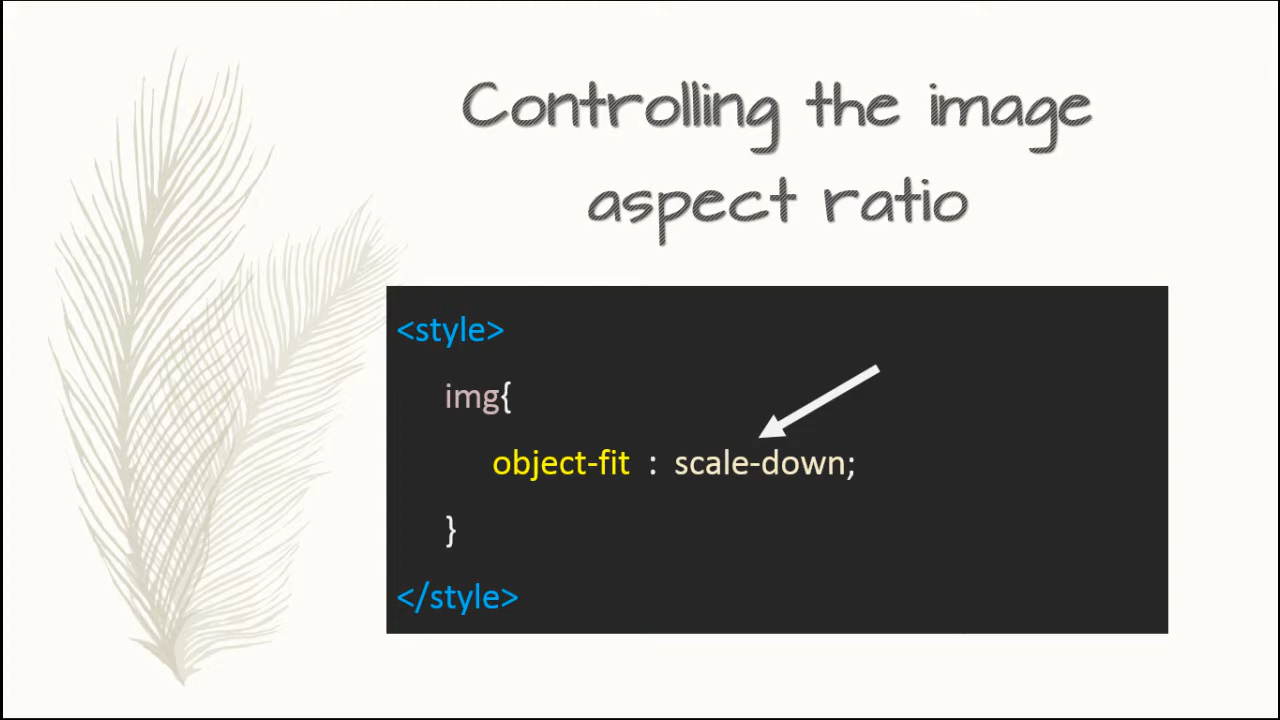 Controlling the image
aspect ratio
<style>
img{
object-fit : scale-down;
}
</style>